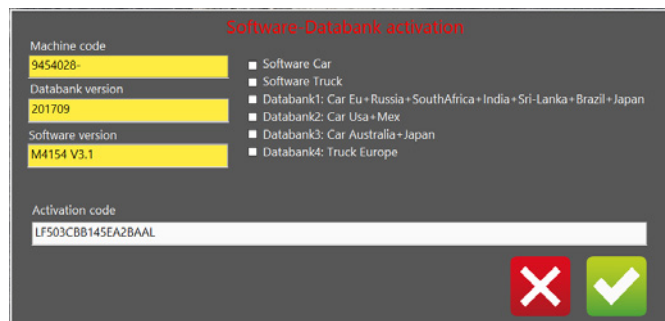 Software-Databank activation
Machine code
9454028-
Databank version
201709
Software version
M4154 V3.1
Software Car
Software Truck
Databank1: Car Eu+Russia+SouthAfrica+India+Sri-Lanka+Brazil+Japan
Databank2: Car Usa+Mex
Databank3: Car Australia+Japan
Databank4: Truck Europe
Activation code
LF503CBB145EA2BAAL